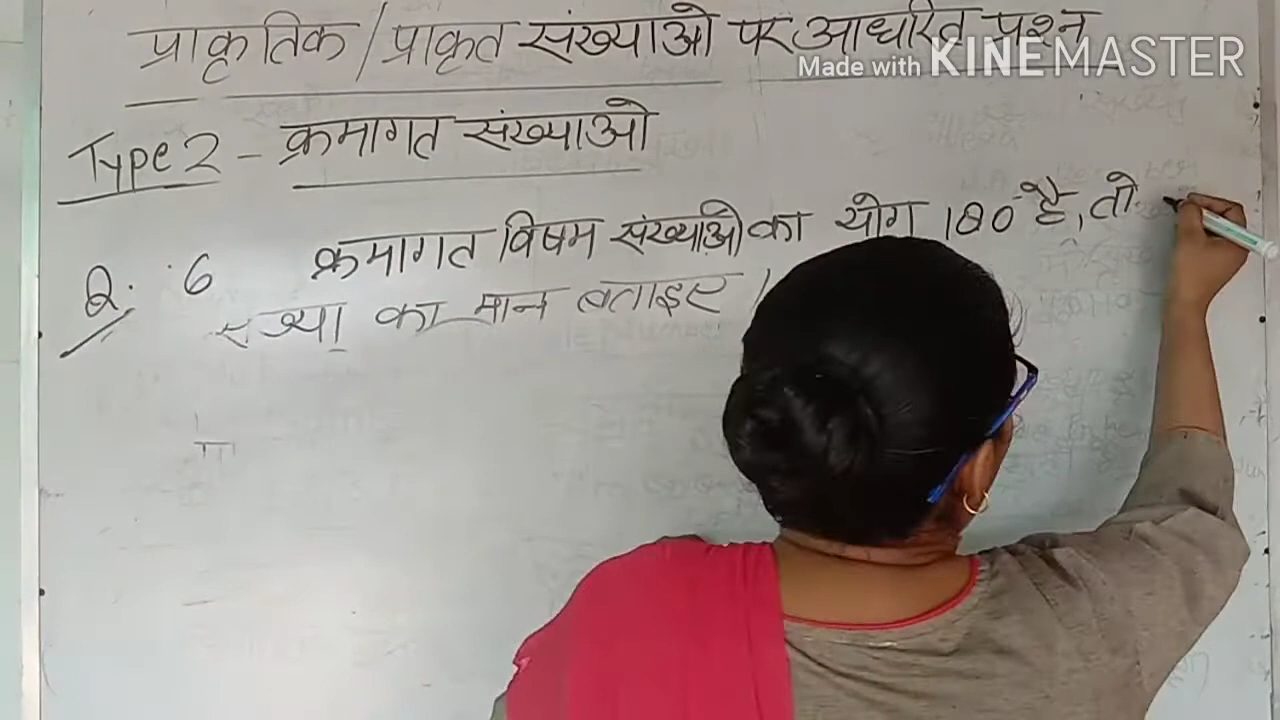 प्राकृतिक / प्राकृत संख्याओ पर आधारित प्रश्न
Made with KINEMASTER
Type 2 - क्रमागत संख्याओ
Q. 6 क्रमागत विषम संख्याओ का योग 180 है, तो
संख्या का मान बताइए।